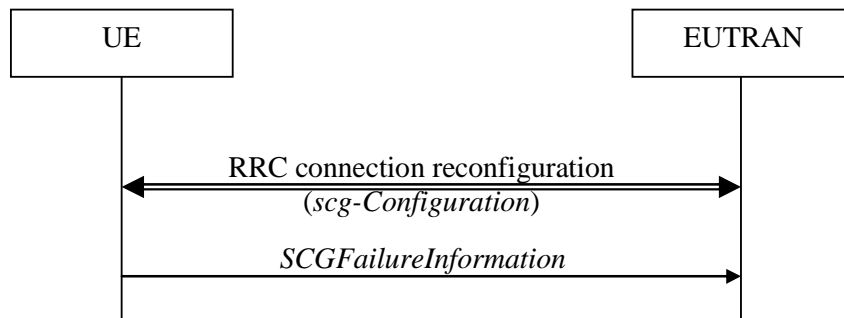 UE
EUTRAN
RRC connection reconfiguration
(scg-Configuration)
SCGFailureInformation